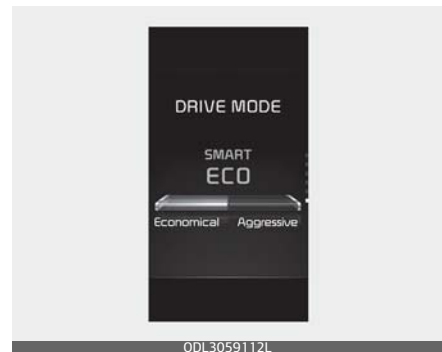 DRIVE MODE
SMART
ECO
Economical Aggressive
ODL3059112L